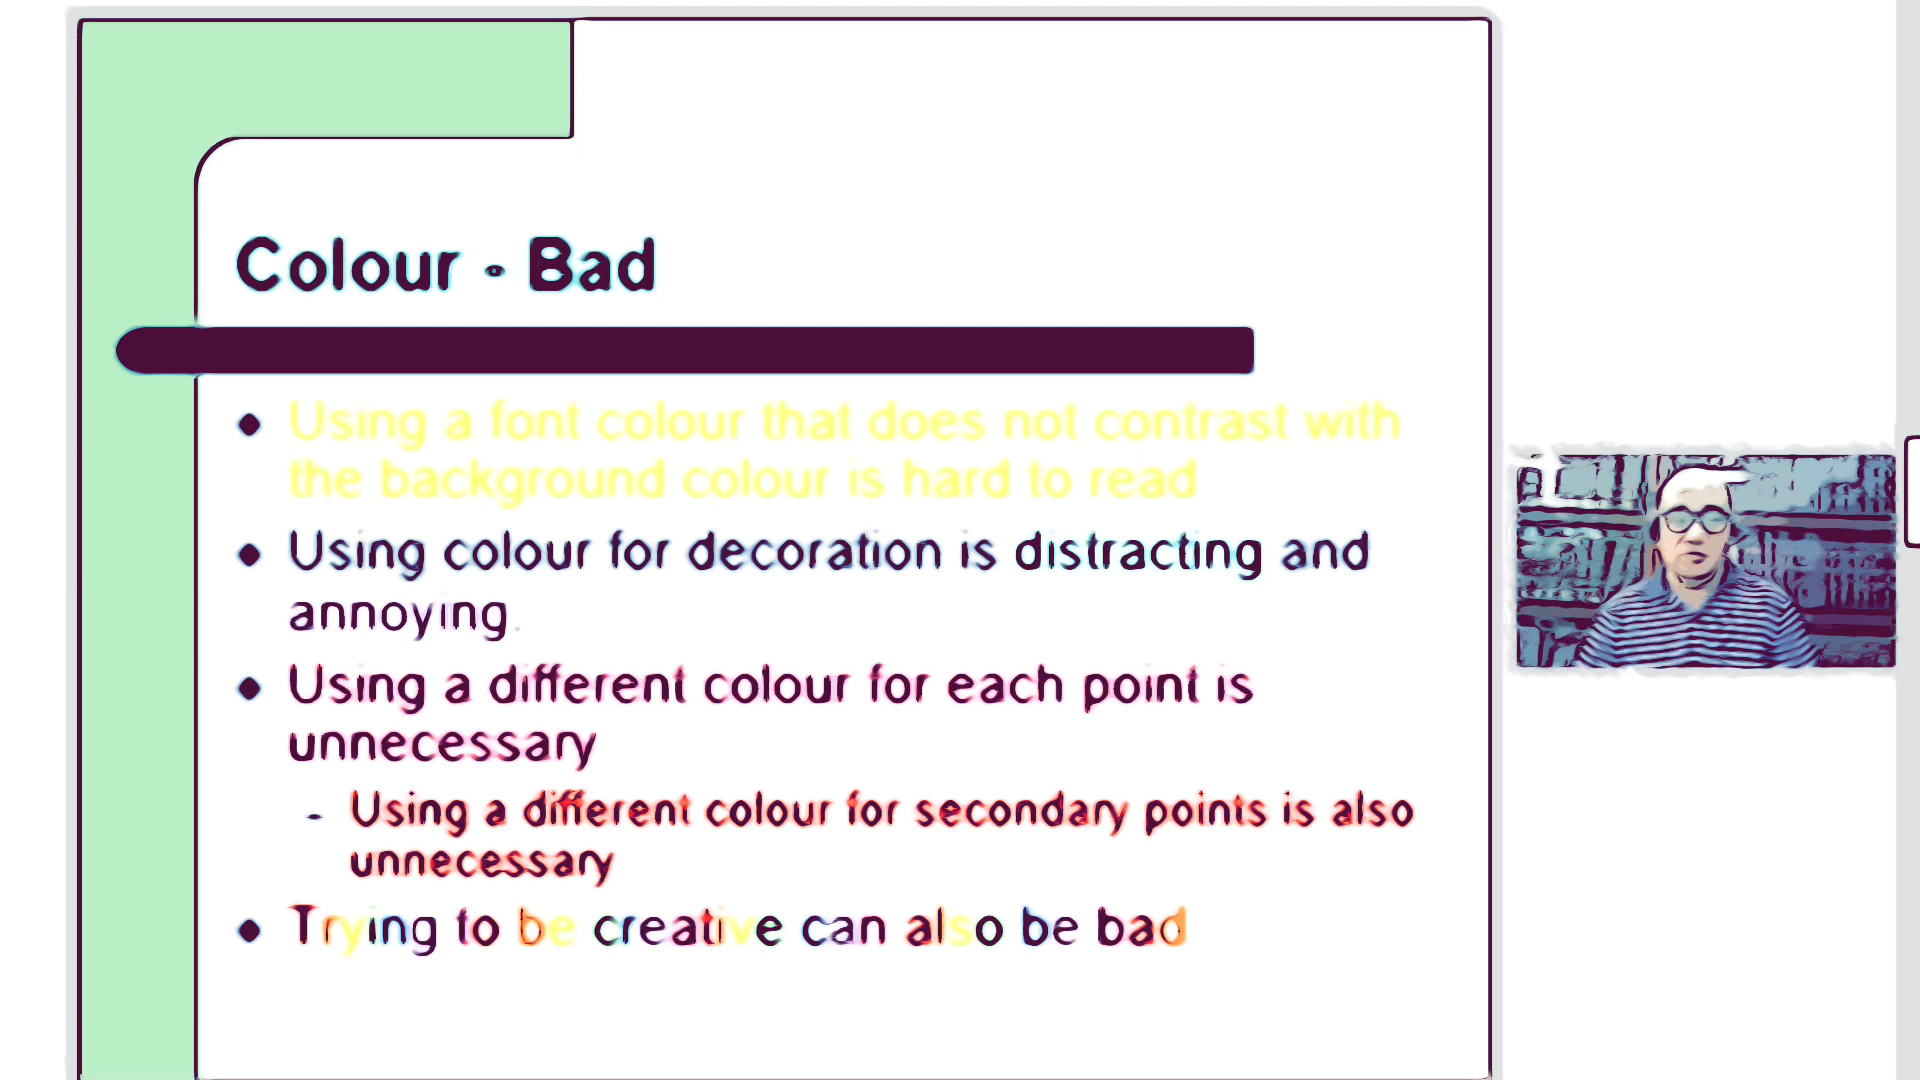 Colour - Bad
• Using a font colour that does not contrast with
the background colour is hard to read
• Using colour for decoration is distracting and
annoying.
• Using a different colour for each point is
unnecessary
- Using a different colour for secondary points is also
unnecessary
• Trying to be creative can also be bad